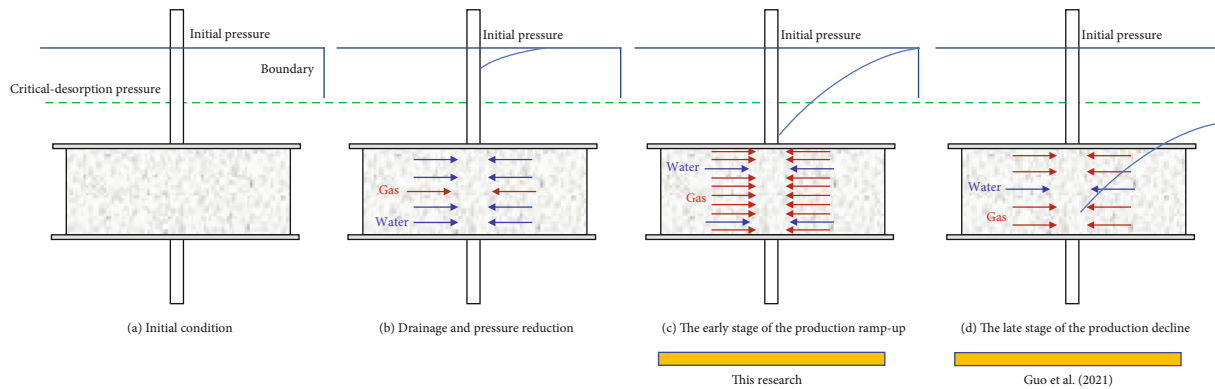 Initial pressure
Boundary
Critical-desorption pressure
(a) Initial condition
Initial pressure
Gas
Water
(b) Drainage and pressure reduction
Initial pressure
Water
Gas
(c) The early stage of the production ramp-up
This research
Initial pressure
Water
Gas
(d) The late stage of the production decline
Guo et al. (2021)